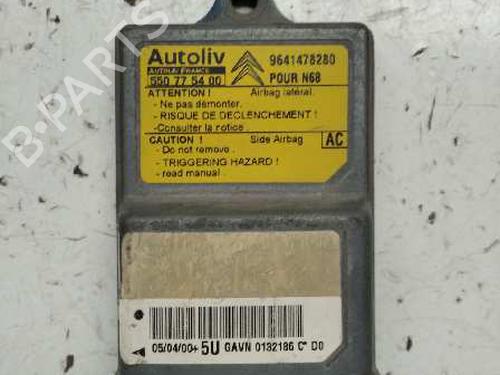 Autoliv
9641478280
AUTOLIV FRANCE
550 77 54 00
POUR N68
ATTENTION !
Airbag latéral.
- Ne pas démonter.
- RISQUE DE DECLENCHEMENT !
-Consulter la notice.
CAUTION !
Side Airbag
AC
- Do not remove.
- TRIGGERING HAZARD !
- read manual.
05/04/00+ 5U GAVN 0132186 C* D0
B-PARTS